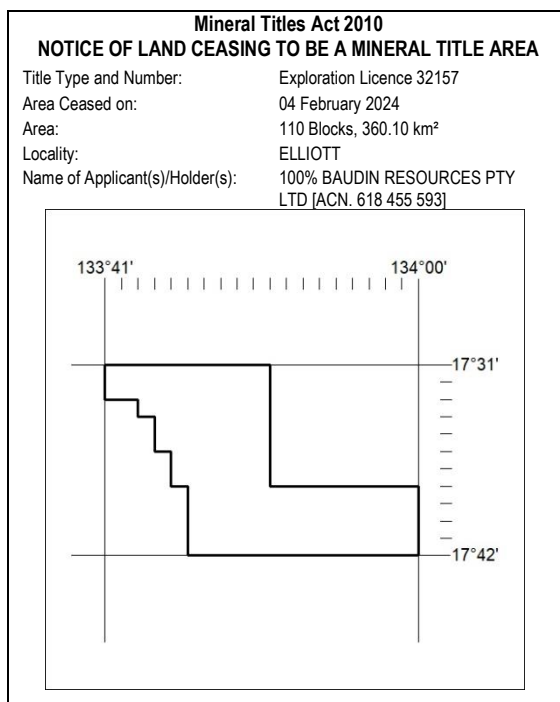 Mineral Titles Act 2010
NOTICE OF LAND CEASING TO BE A MINERAL TITLE AREA
Title Type and Number: Exploration Licence 32157
Area Ceased on: 04 February 2024
Area: 110 Blocks, 360.10 km²
Locality: ELLIOTT
Name of Applicant(s)/Holder(s): 100% BAUDIN RESOURCES PTY
LTD [ACN. 618 455 593]
133°41' 134°00'
17°31'
17°42'